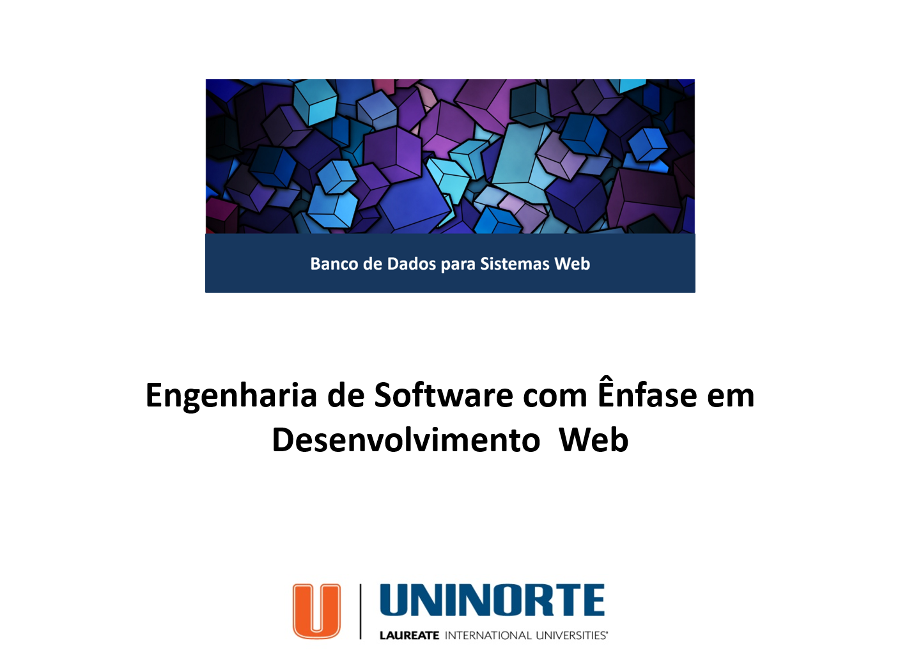 Banco de Dados para Sistemas Web
Engenharia de Software com Ênfase em
Desenvolvimento  Web
U
UNINORTE
LAUREATE INTERNATIONAL UNIVERSITIES®